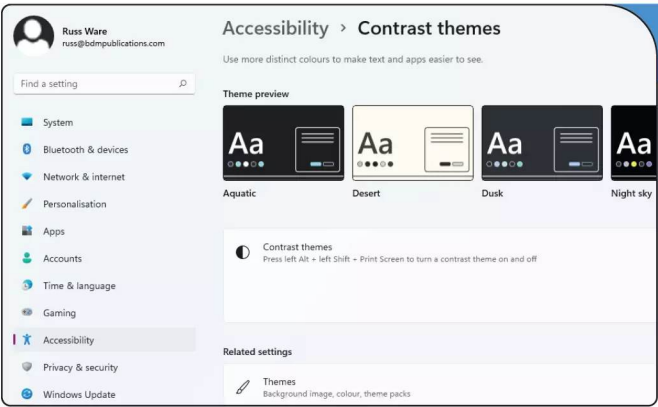 Russ Ware
russ@bdmpublications.com
Find a setting
System
Bluetooth & devices
Network & internet
Personalisation
Apps
Accounts
Time & language
Gaming
Accessibility
Privacy & security
Windows Update
Accessibility > Contrast themes
Use more distinct colours to make text and apps easier to see.
Theme preview
Aa Aa Aa Aa
Aquatic Desert Dusk Night sky
Contrast themes
Press left Alt + left Shift + Print Screen to turn a contrast theme on and off
Related settings
Themes
Background image, colour, theme packs